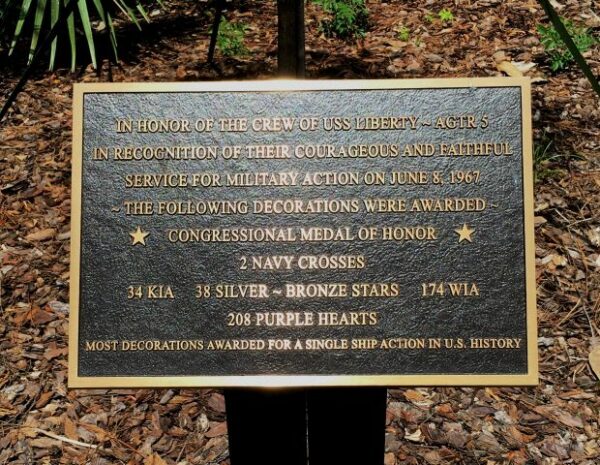 IN HONOR OF THE CREW OF USS LIBERTY ~ AGTR 5
IN RECOGNITION OF THEIR COURAGEOUS AND FAITHFUL
SERVICE FOR MILITARY ACTION ON JUNE 8, 1967
~ THE FOLLOWING DECORATIONS WERE AWARDED ~
CONGRESSIONAL MEDAL OF HONOR
2 NAVY CROSSES
34 KIA 38 SILVER ~ BRONZE STARS 174 WIA
208 PURPLE HEARTS
MOST DECORATIONS AWARDED FOR A SINGLE SHIP ACTION IN U.S. HISTORY